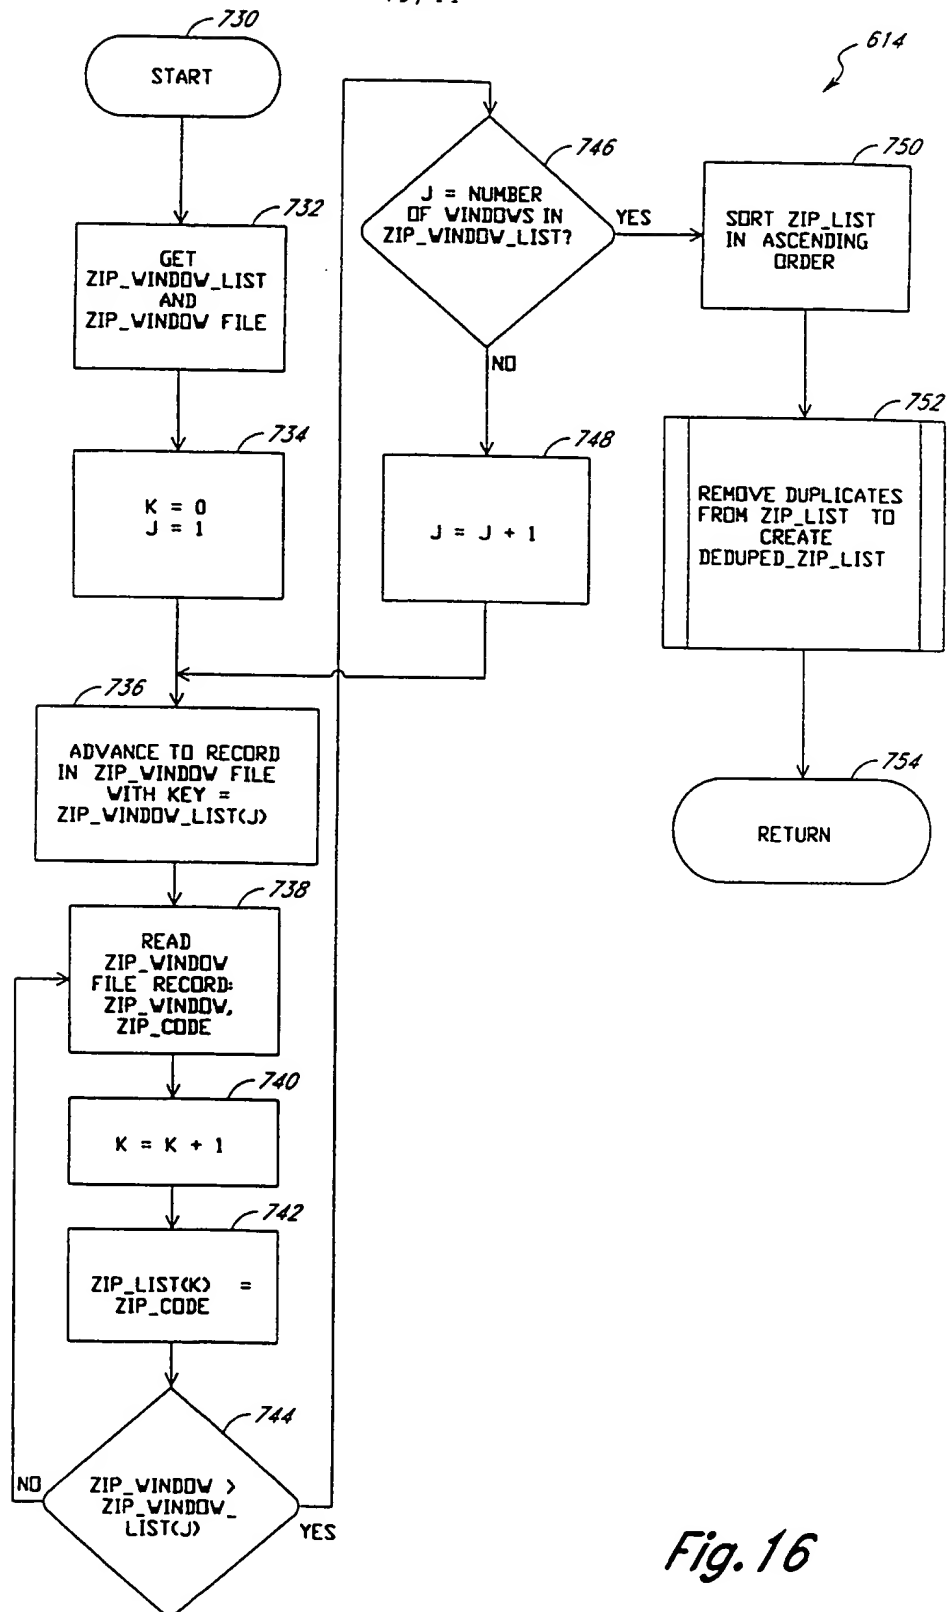 730
START
732
GET
ZIP_WINDOW_LIST
AND
ZIP_WINDOW FILE
734
K = 0
J = 1
736
ADVANCE TO RECORD
IN ZIP_WINDOW FILE
WITH KEY =
ZIP_WINDOW_LIST(J)
738
READ
ZIP_WINDOW
FILE RECORD:
ZIP_WINDOW,
ZIP_CODE
740
K = K + 1
742
ZIP_LIST(K) =
ZIP_CODE
744
ZIP_WINDOW >
ZIP_WINDOW_
LIST(J)
NO
YES
614
746
J = NUMBER
OF WINDOWS IN
ZIP_WINDOW_LIST?
YES
NO
748
J = J + 1
750
SORT ZIP_LIST
IN ASCENDING
ORDER
752
REMOVE DUPLICATES
FROM ZIP_LIST TO
CREATE
DEDUPED_ZIP_LIST
754
RETURN
Fig. 16